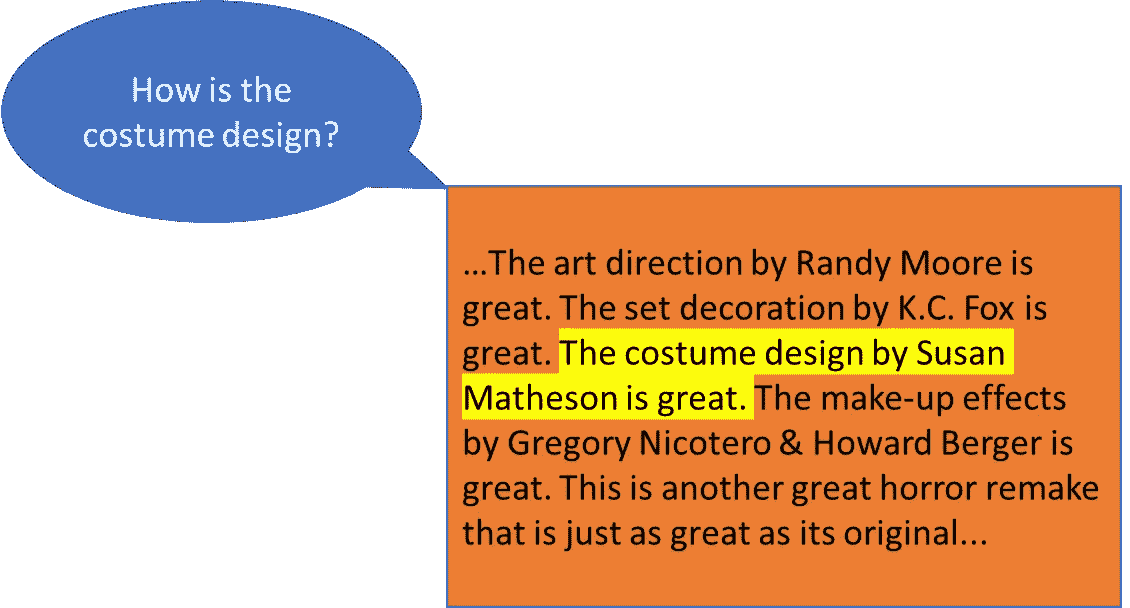 How is the
costume design?
...The art direction by Randy Moore is
great. The set decoration by K.C. Fox is
great. The costume design by Susan
Matheson is great. The make-up effects
by Gregory Nicotero & Howard Berger is
great. This is another great horror remake
that is just as great as its original...